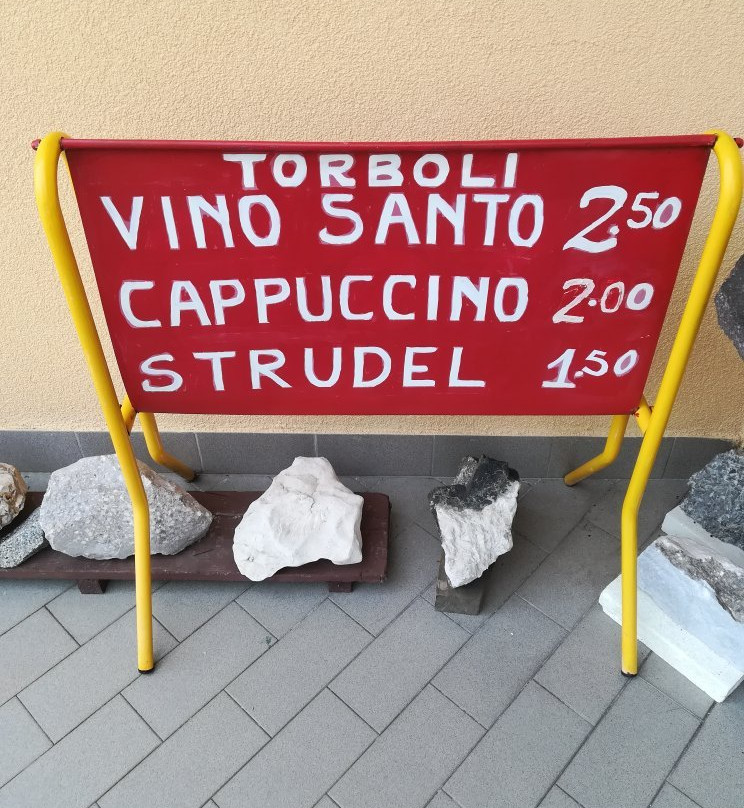 TORBOLI
VINO SANTO 2.50
CAPPUCCINO 2.00
STRUDEL 1.50